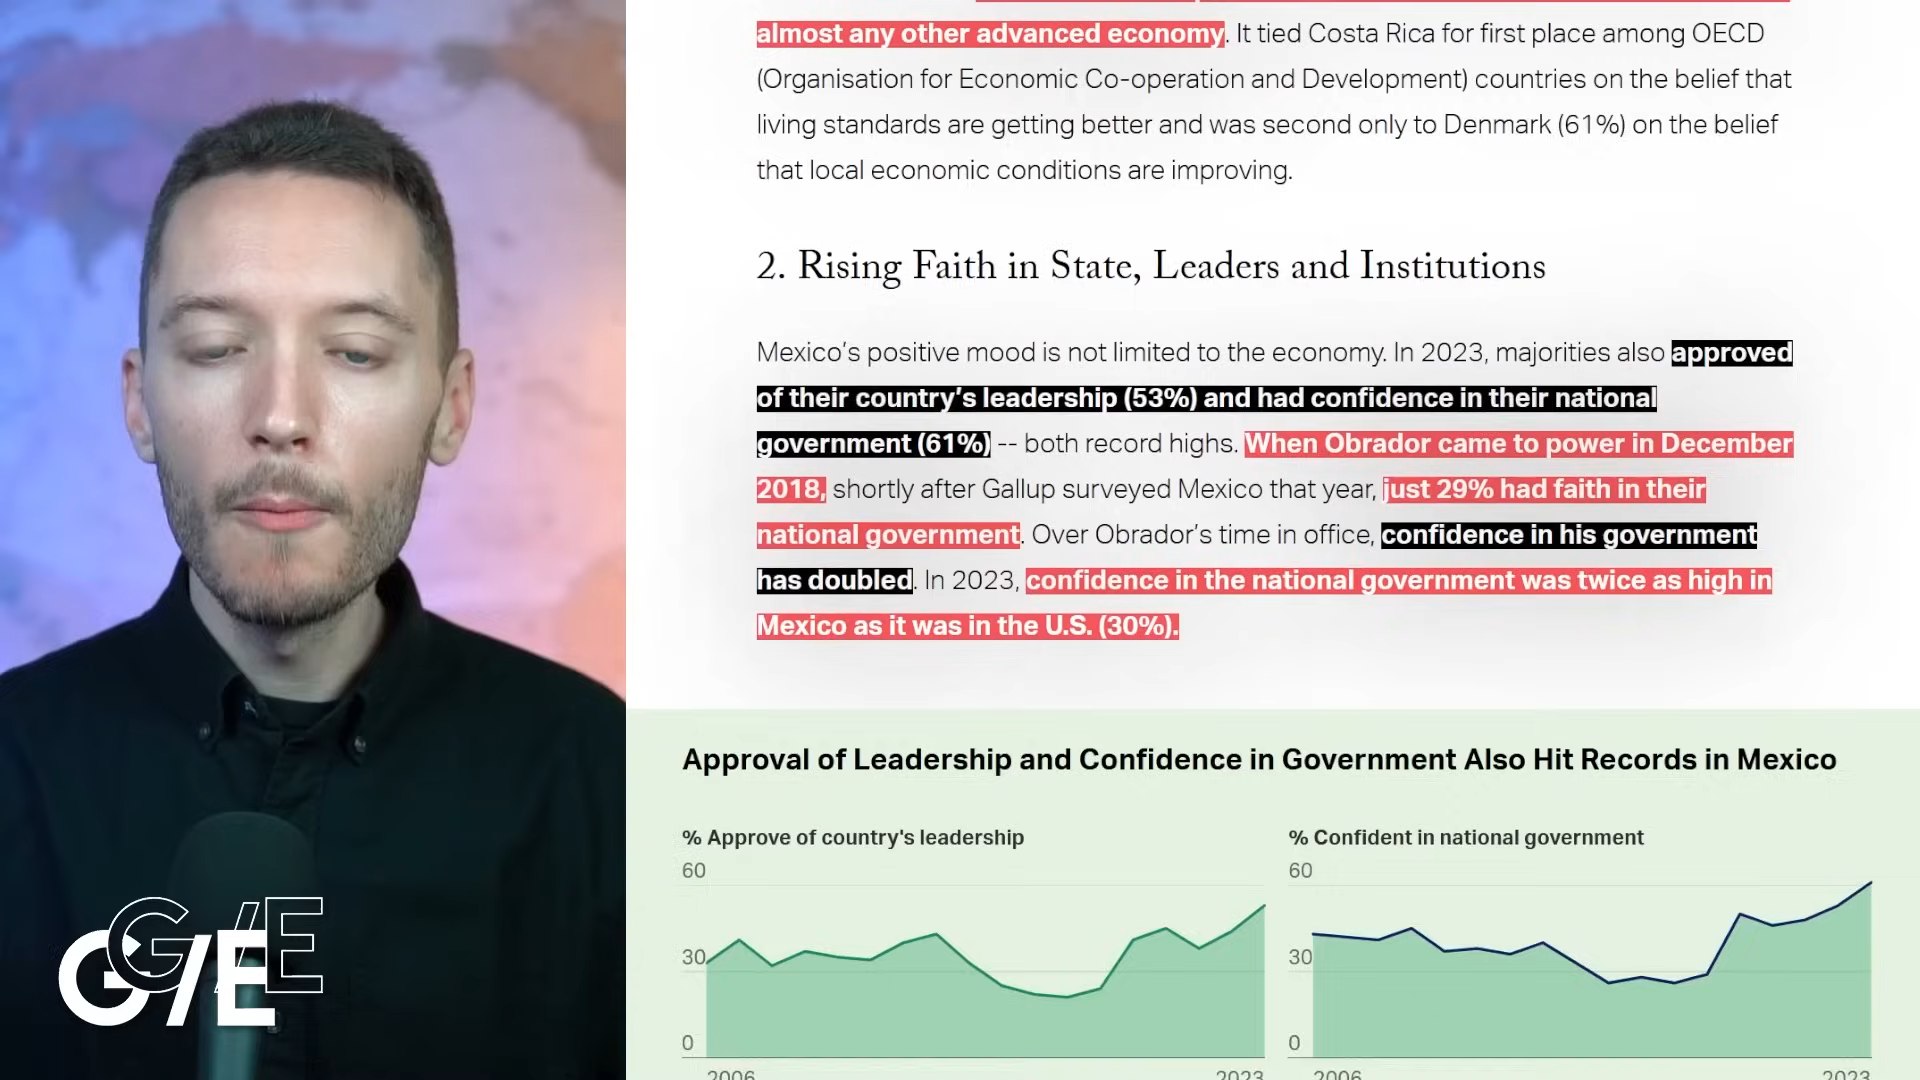 almost any other advanced economy. It tied Costa Rica for first place among OECD
(Organisation for Economic Co-operation and Development) countries on the belief that
living standards are getting better and was second only to Denmark (61%) on the belief
that local economic conditions are improving.
2. Rising Faith in State, Leaders and Institutions
Mexico’s positive mood is not limited to the economy. In 2023, majorities also approved
of their country’s leadership (53%) and had confidence in their national
government (61%) -- both record highs. When Obrador came to power in December
2018, shortly after Gallup surveyed Mexico that year, just 29% had faith in their
national government. Over Obrador’s time in office, confidence in his government
has doubled. In 2023, confidence in the national government was twice as high in
Mexico as it was in the U.S. (30%).
Approval of Leadership and Confidence in Government Also Hit Records in Mexico
% Approve of country's leadership
60
30
0
2006
2023
% Confident in national government
60
30
0
2006
2023
G/E
G/E